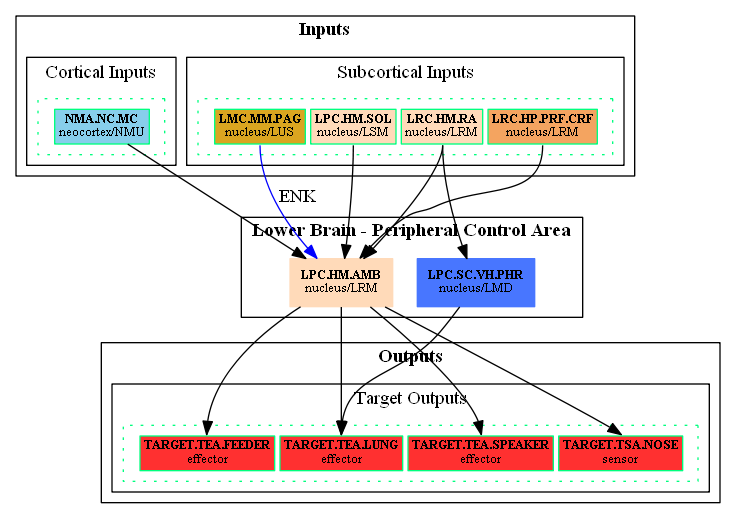 Inputs
Cortical Inputs
Subcortical Inputs
NMA.NC.MC
neocortex/NMU
LMC.MM.PAG
nucleus/LUS
LPC.HM.SOL
nucleus/LSM
LRC.HM.RA
nucleus/LRM
LRC.HP.PRF.CRF
nucleus/LRM
ENK
Lower Brain - Peripheral Control Area
LPC.HM.AMB
nucleus/LRM
LPC.SC.VH.PHR
nucleus/LMD
Outputs
Target Outputs
TARGET.TEA.FEEDER
effector
TARGET.TEA.LUNG
effector
TARGET.TEA.SPEAKER
effector
TARGET.TSA.NOSE
sensor